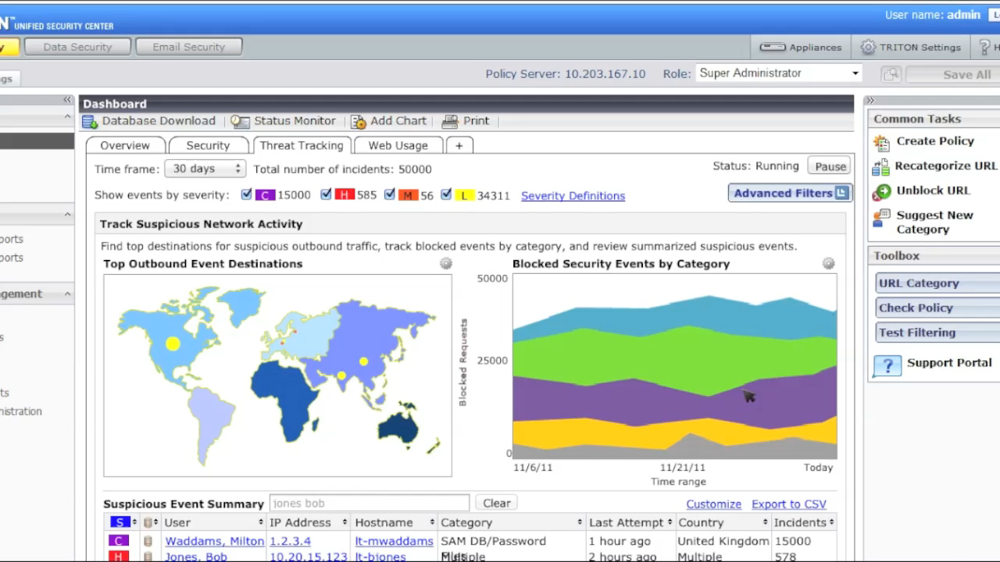 N™ UNIFIED SECURITY CENTER
User name: admin
y Data Security Email Security
Appliances TRITON Settings ? H
gs
Policy Server: 10.203.167.10 Role: Super Administrator Save All
Dashboard
Database Download Status Monitor Add Chart Print
Overview Security Threat Tracking Web Usage +
Time frame: 30 days Total number of incidents: 50000
Status: Running Pause
Show events by severity: C 15000 H 585 M 56 L 34311 Severity Definitions
Advanced Filters
Track Suspicious Network Activity
Find top destinations for suspicious outbound traffic, track blocked events by category, and review summarized suspicious events.
Top Outbound Event Destinations
Blocked Security Events by Category
50000
25000
0
Blocked Requests
11/6/11 11/21/11 Today
Time range
Suspicious Event Summary jones bob Clear
Customize Export to CSV
S User IP Address Hostname Category Last Attempt Country Incidents
C Waddams, Milton 1.2.3.4 lt-mwaddams SAM DB/Password 1 hour ago United Kingdom 15000
H Jones, Bob 10.20.15.123 lt-bjones Multiple 2 hours ago Multiple 578
ports
ports
gement
s
ts
nistration
Common Tasks
Create Policy
Recategorize URL
Unblock URL
Suggest New
Category
Toolbox
URL Category
Check Policy
Test Filtering
? Support Portal